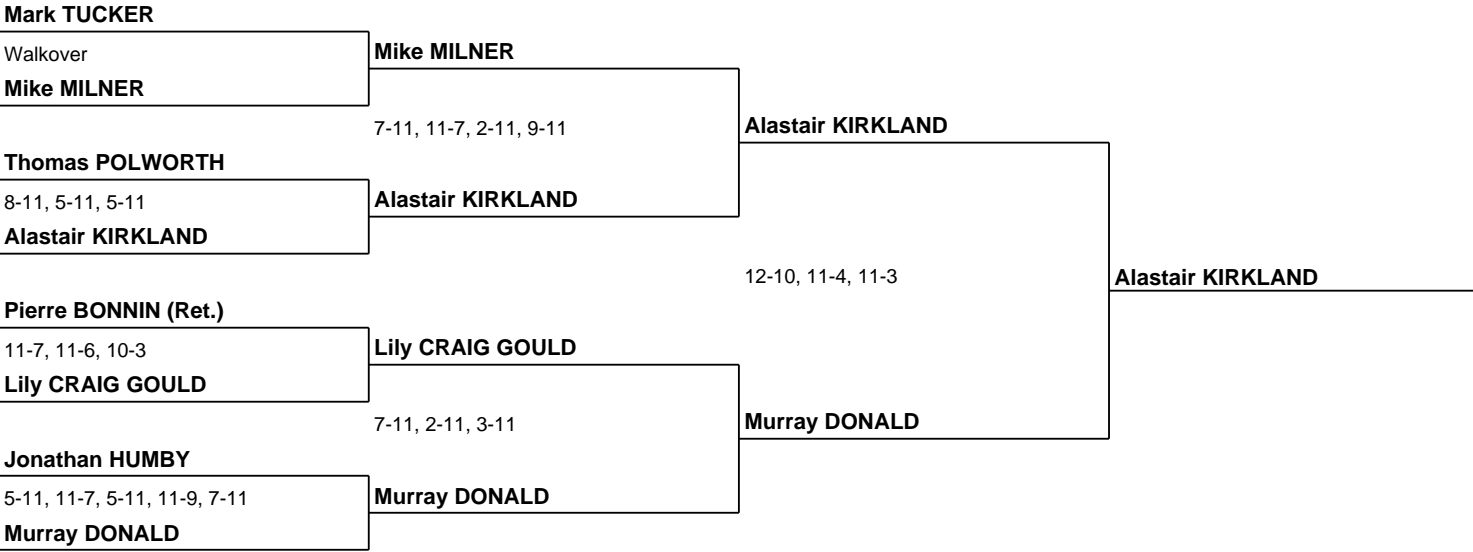 Mark TUCKER
Walkover
Mike MILNER
Mike MILNER
7-11, 11-7, 2-11, 9-11
Alastair KIRKLAND
Thomas POLWORTH
8-11, 5-11, 5-11
Alastair KIRKLAND
Alastair KIRKLAND
12-10, 11-4, 11-3
Alastair KIRKLAND
Pierre BONNIN (Ret.)
11-7, 11-6, 10-3
Lily CRAIG GOULD
Lily CRAIG GOULD
7-11, 2-11, 3-11
Murray DONALD
Jonathan HUMBY
5-11, 11-7, 5-11, 11-9, 7-11
Murray DONALD
Murray DONALD